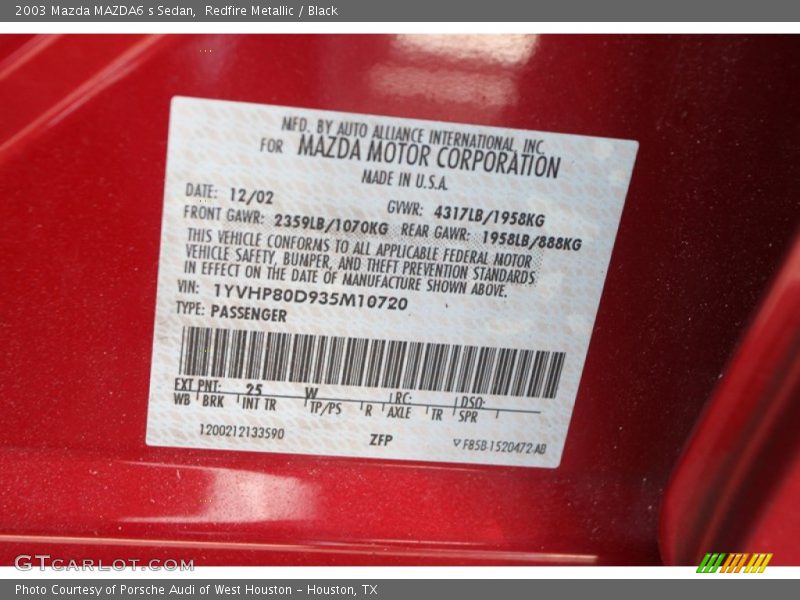 2003 Mazda MAZDA6 s Sedan, Redfire Metallic / Black
MFD. BY AUTO ALLIANCE INTERNATIONAL, INC.
FOR MAZDA MOTOR CORPORATION
MADE IN U.S.A.
DATE: 12/02 GVWR: 4317LB/1958KG
FRONT GAWR: 2359LB/1070KG REAR GAWR: 1958LB/888KG
THIS VEHICLE CONFORMS TO ALL APPLICABLE FEDERAL MOTOR
VEHICLE SAFETY, BUMPER, AND THEFT PREVENTION STANDARDS
IN EFFECT ON THE DATE OF MANUFACTURE SHOWN ABOVE.
VIN: 1YVHP80D935M10720
TYPE: PASSENGER
EXT PNT: 25 W RC: DSO:
WB BRK INT TR TP/PS R AXLE TR SPR
1200212133590 ZFP F85B-1520472-AB
GTCARLOT.COM
Photo Courtesy of Porsche Audi of West Houston - Houston, TX